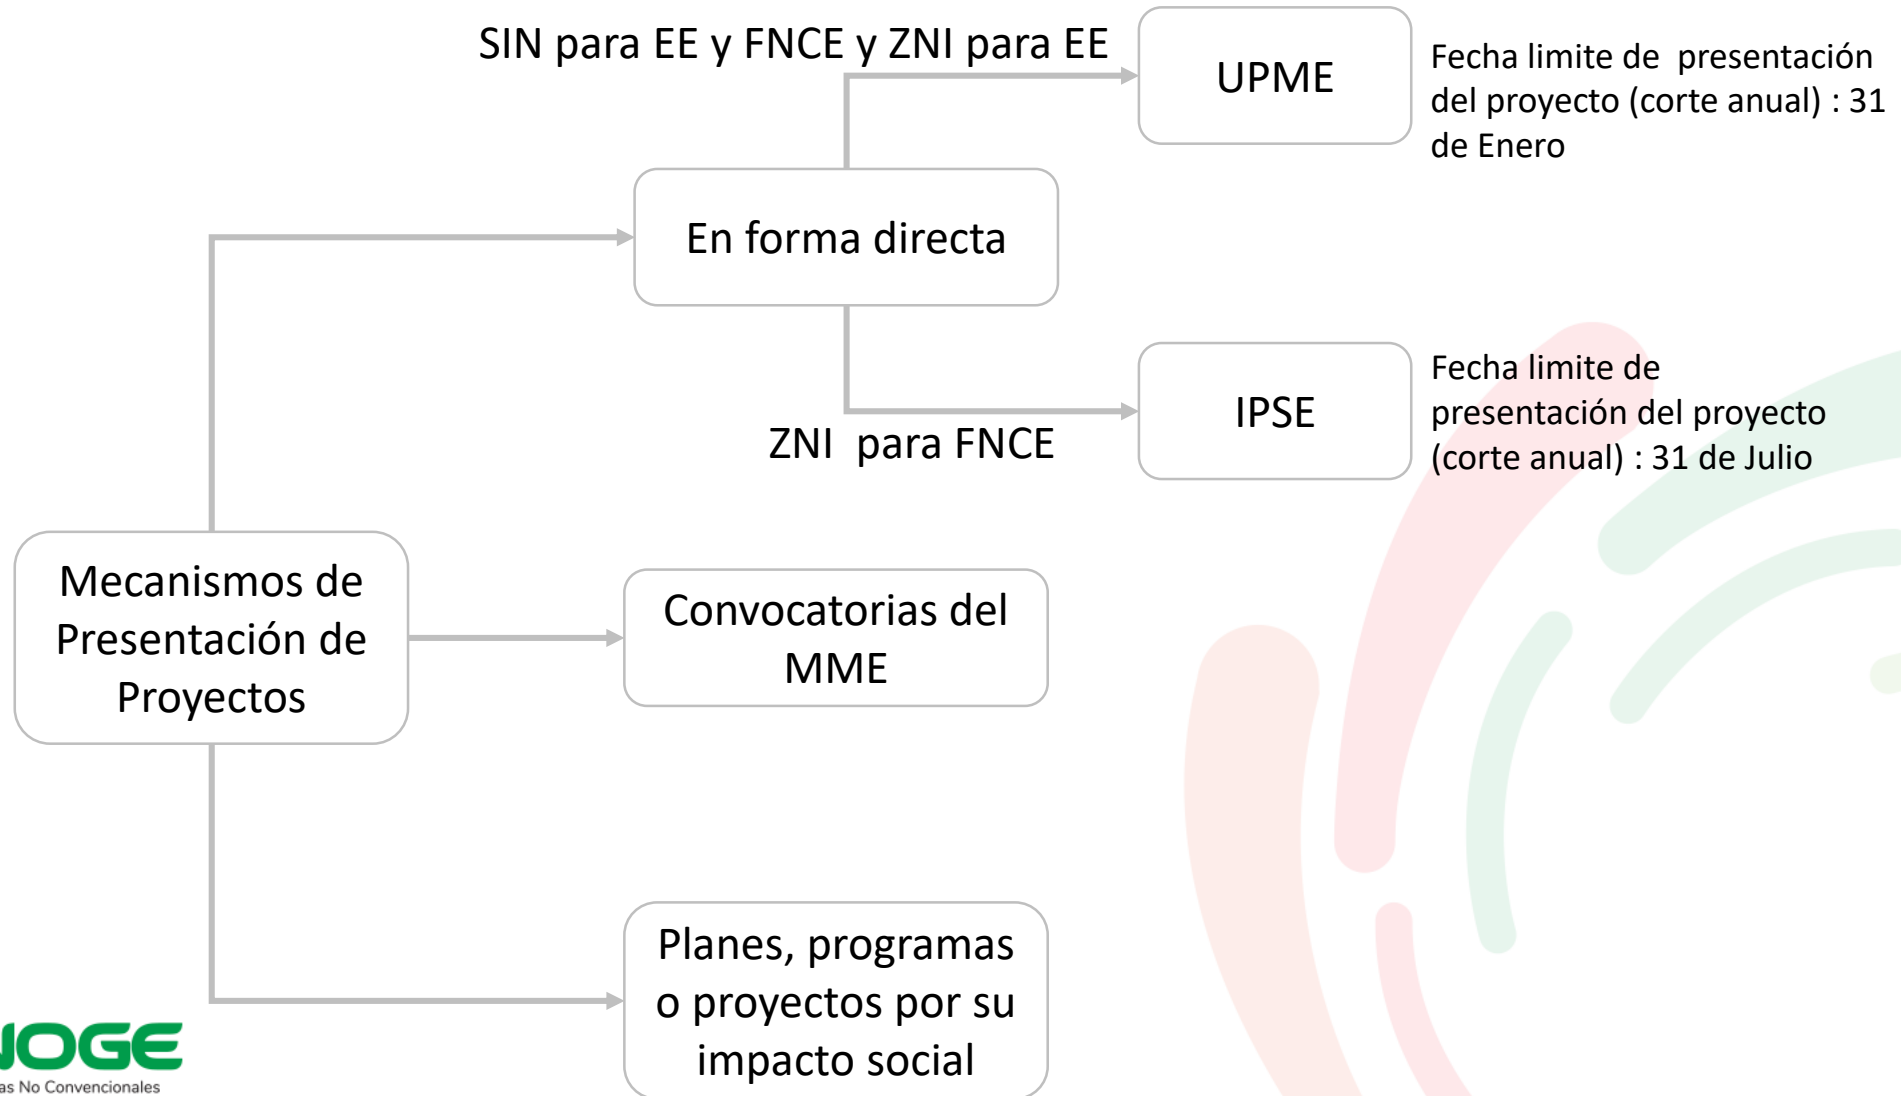 SIN para EE y FNCE y ZNI para EE
UPME
Fecha limite de presentación
del proyecto (corte anual) : 31
de Enero
En forma directa
Fecha limite de
presentación del proyecto
(corte anual) : 31 de Julio
IPSE
ZNI para FNCE
Mecanismos de
Presentación de
Proyectos
Convocatorias del
MME
Planes, programas
o proyectos por su
impacto social
NOGE
as No Convencionales